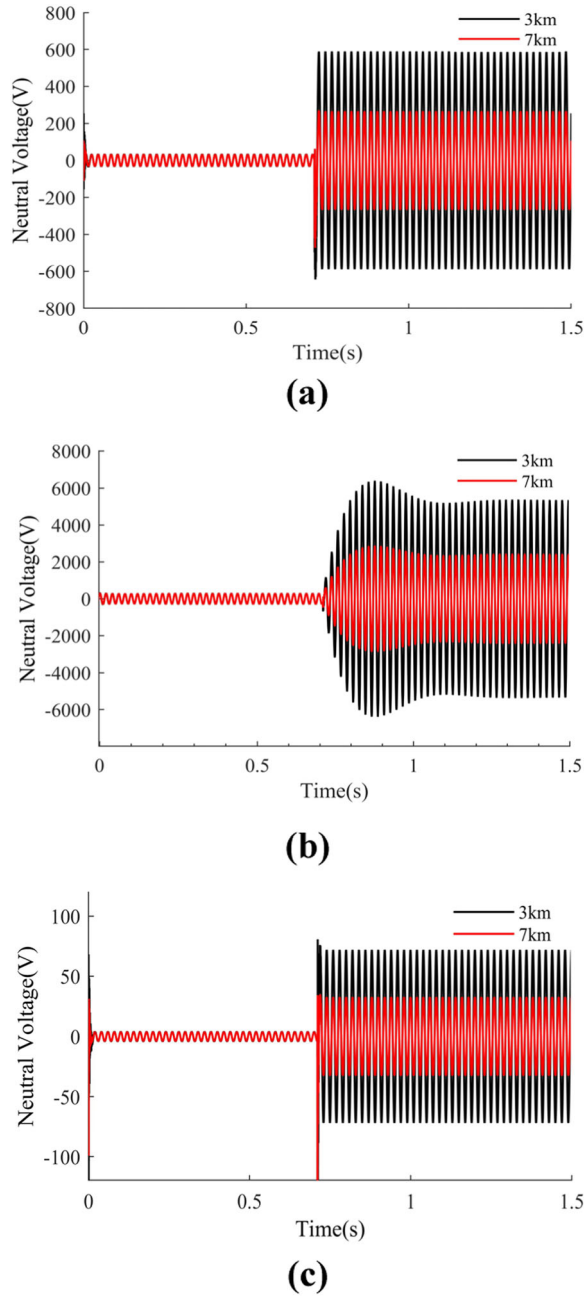 800
600
400
200
0
-200
-400
-600
-800
Neutral Voltage(V)
3km
7km
0 0.5 1 1.5
Time(s)
(a)
8000
6000
4000
2000
0
-2000
-4000
-6000
Neutral Voltage(V)
3km
7km
0 0.5 1 1.5
Time(s)
(b)
100
50
0
-50
-100
Neutral Voltage(V)
3km
7km
0 0.5 1 1.5
Time(s)
(c)